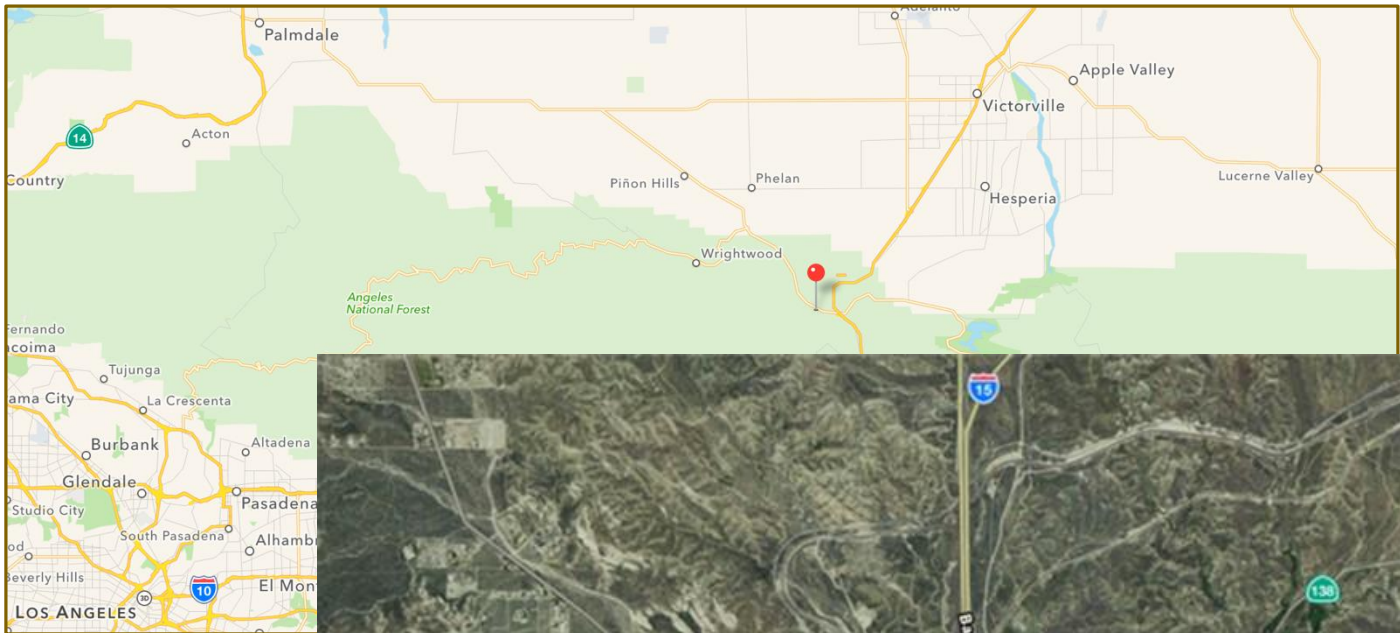 Adelanto
Palmdale
Apple Valley
Victorville
14
Acton
Country
Piñon Hills
Phelan
Lucerne Valley
Hesperia
Wrightwood
Angeles
National Forest
ernando
coima
Tujunga
ama City
La Crescenta
15
Burbank
Altadena
Glendale
Pasadena
Studio City
South Pasadena
Alhamb
od
Beverly Hills
10
El Mon
138
LOS ANGELES